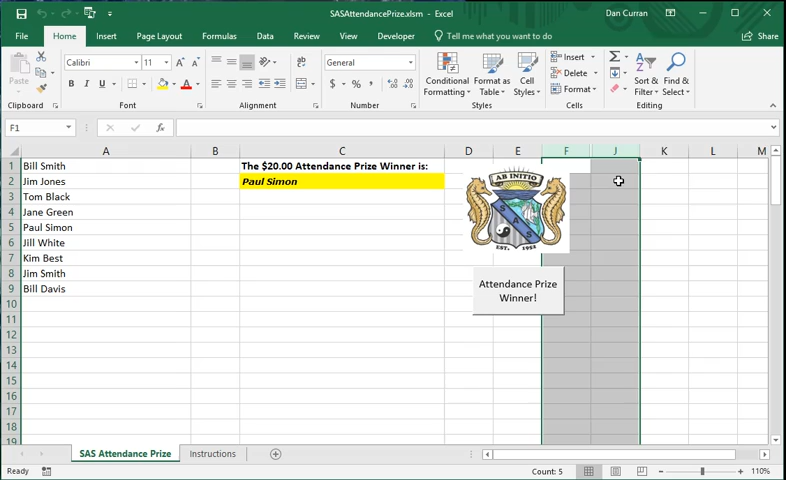 SASAttendancePrize.xlsm - Excel
Dan Curran
File Home Insert Page Layout Formulas Data Review View Developer Tell me what you want to do Share
Paste
Clipboard
Calibri 11
B I U
Font
Alignment
General
$ % ,
Number
Conditional Formatting
Format as Table
Cell Styles
Styles
Insert
Delete
Format
Cells
Sort & Filter
Find & Select
Editing
F1
fx
A B C D E F J K L M
1 Bill Smith The $20.00 Attendance Prize Winner is:
2 Jim Jones Paul Simon
3 Tom Black
4 Jane Green
5 Paul Simon
6 Jill White
7 Kim Best
8 Jim Smith
9 Bill Davis
10
11
12
13
14
15
16
17
18
19
AB INITIO
S A S
EST. 1952
Attendance Prize
Winner!
SAS Attendance Prize Instructions
Ready
Count: 5
110%